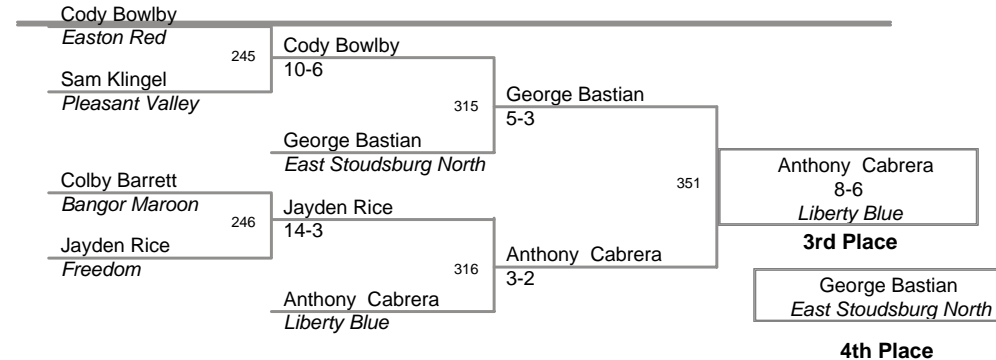 Cody Bowlby
Easton Red
245
Cody Bowlby
10-6
Sam Klingel
Pleasant Valley
315
George Bastian
5-3
George Bastian
East Stoudsburg North
351
Anthony Cabrera
8-6
Liberty Blue
3rd Place
Colby Barrett
Bangor Maroon
246
Jayden Rice
14-3
Jayden Rice
Freedom
316
Anthony Cabrera
3-2
Anthony Cabrera
Liberty Blue
George Bastian
East Stoudsburg North
4th Place